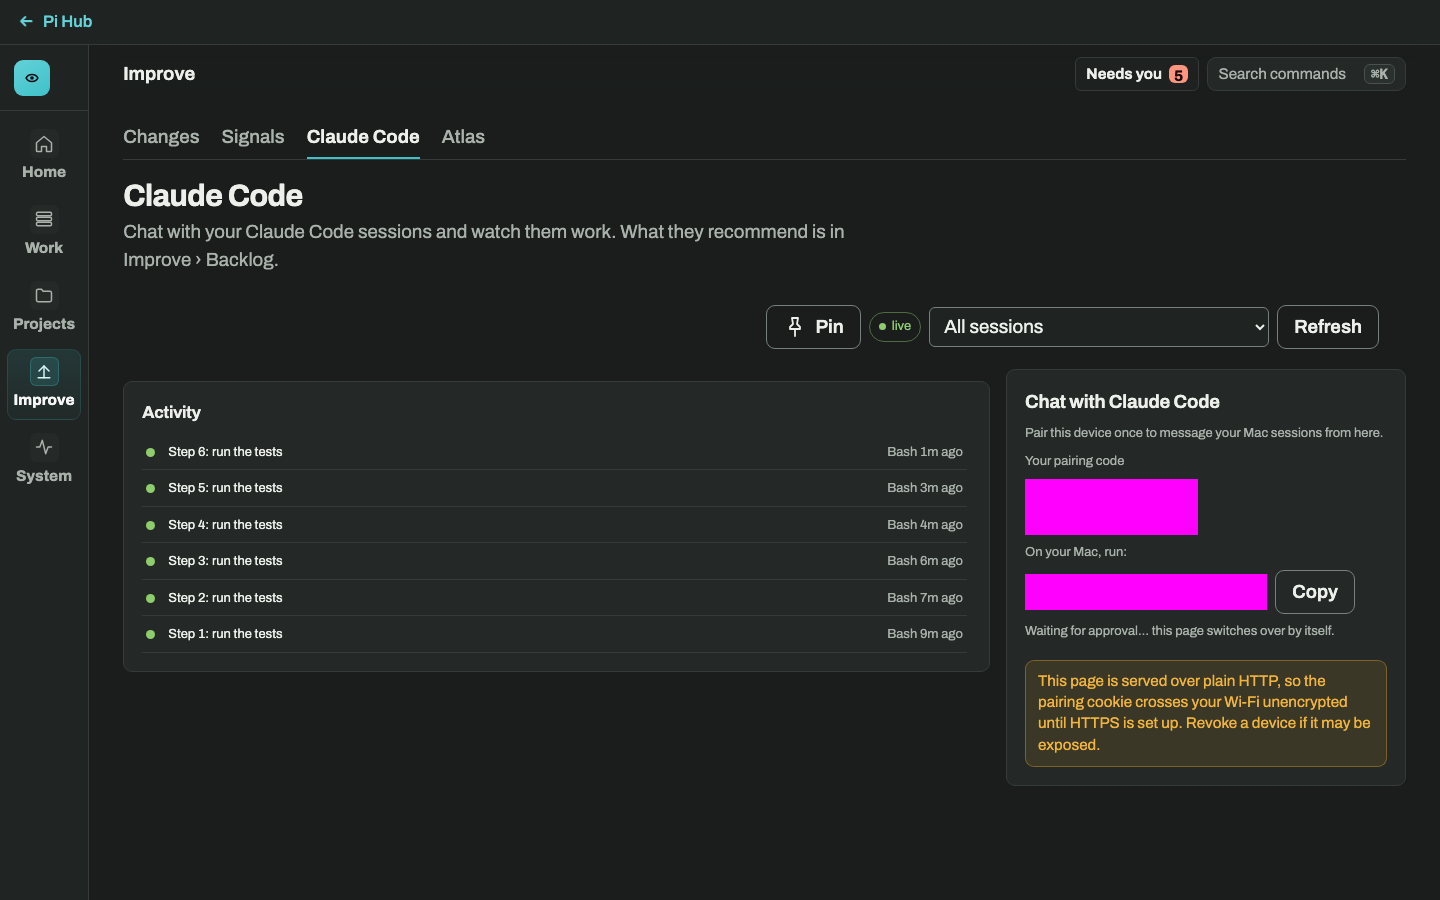 ← Pi Hub
Improve
Needs you 5
Search commands ⌘K
Home
Work
Projects
Improve
System
Changes Signals Claude Code Atlas
Claude Code
Chat with your Claude Code sessions and watch them work. What they recommend is in
Improve › Backlog.
Pin
live
All sessions
Refresh
Activity
Step 6: run the tests Bash 1m ago
Step 5: run the tests Bash 3m ago
Step 4: run the tests Bash 4m ago
Step 3: run the tests Bash 6m ago
Step 2: run the tests Bash 7m ago
Step 1: run the tests Bash 9m ago
Chat with Claude Code
Pair this device once to message your Mac sessions from here.
Your pairing code
On your Mac, run:
Copy
Waiting for approval... this page switches over by itself.
This page is served over plain HTTP, so the
pairing cookie crosses your Wi-Fi unencrypted
until HTTPS is set up. Revoke a device if it may be
exposed.